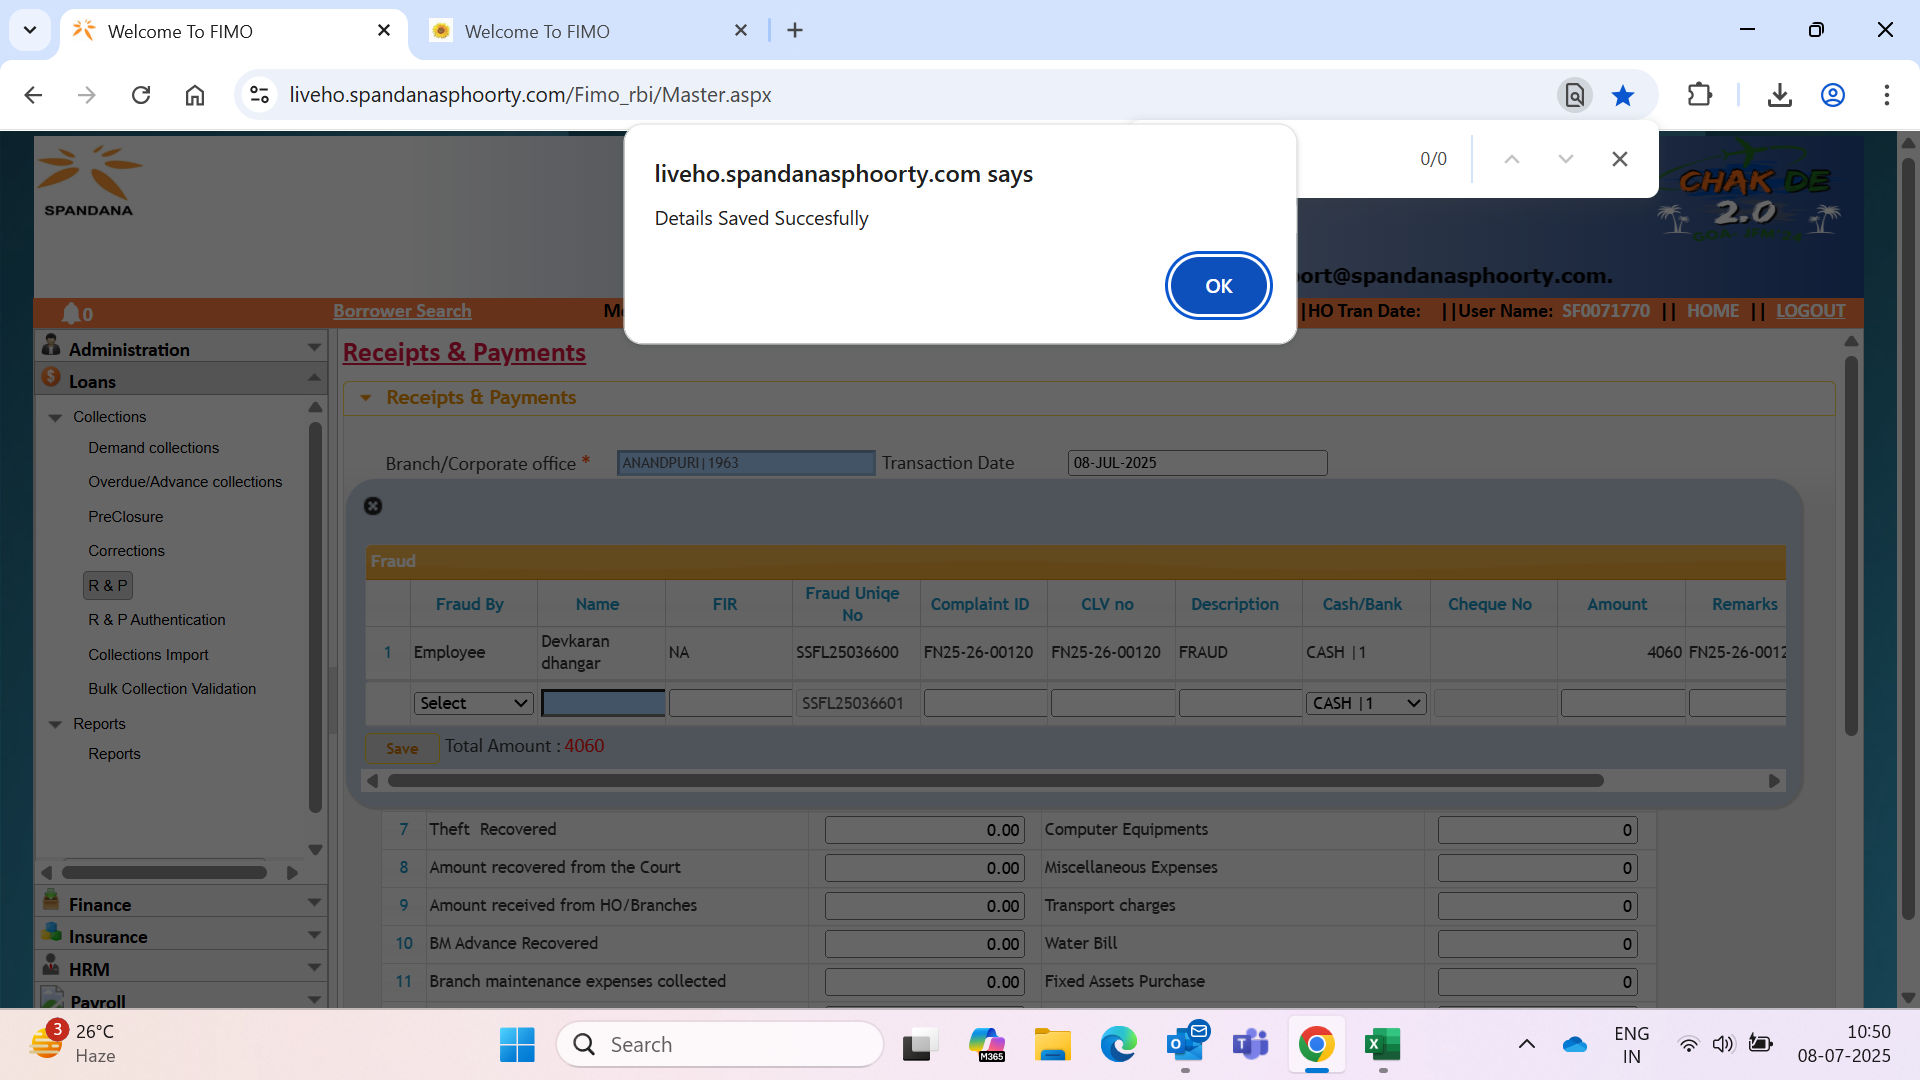 Welcome To FIMO
Welcome To FIMO
liveho.spandanasphoorty.com/Fimo_rbi/Master.aspx
0/0
liveho.spandanasphoorty.com says
Details Saved Succesfully
OK
SPANDANA
CHAK DE
2.0
ort@spandanasphoorty.com.
0
Borrower Search
|HO Tran Date: ||User Name: SF0071770 || HOME || LOGOUT
Administration
Loans
Collections
Demand collections
Overdue/Advance collections
PreClosure
Corrections
R & P
R & P Authentication
Collections Import
Bulk Collection Validation
Reports
Reports
Finance
Insurance
HRM
Payroll
Receipts & Payments
Receipts & Payments
Branch/Corporate office * ANANDPURI|1963 Transaction Date 08-JUL-2025
Fraud
Fraud By Name FIR Fraud Uniqe No Complaint ID CLV no Description Cash/Bank Cheque No Amount Remarks
1 Employee Devkaran dhangar NA SSFL25036600 FN25-26-00120 FN25-26-00120 FRAUD CASH |1 4060 FN25-26-0012
Select SSFL25036601 CASH |1
Save Total Amount : 4060
7 Theft Recovered 0.00 Computer Equipments 0
8 Amount recovered from the Court 0.00 Miscellaneous Expenses 0
9 Amount received from HO/Branches 0.00 Transport charges 0
10 BM Advance Recovered 0.00 Water Bill 0
11 Branch maintenance expenses collected 0.00 Fixed Assets Purchase 0
3
26°C
Haze
Search
M365
ENG
IN
10:50
08-07-2025